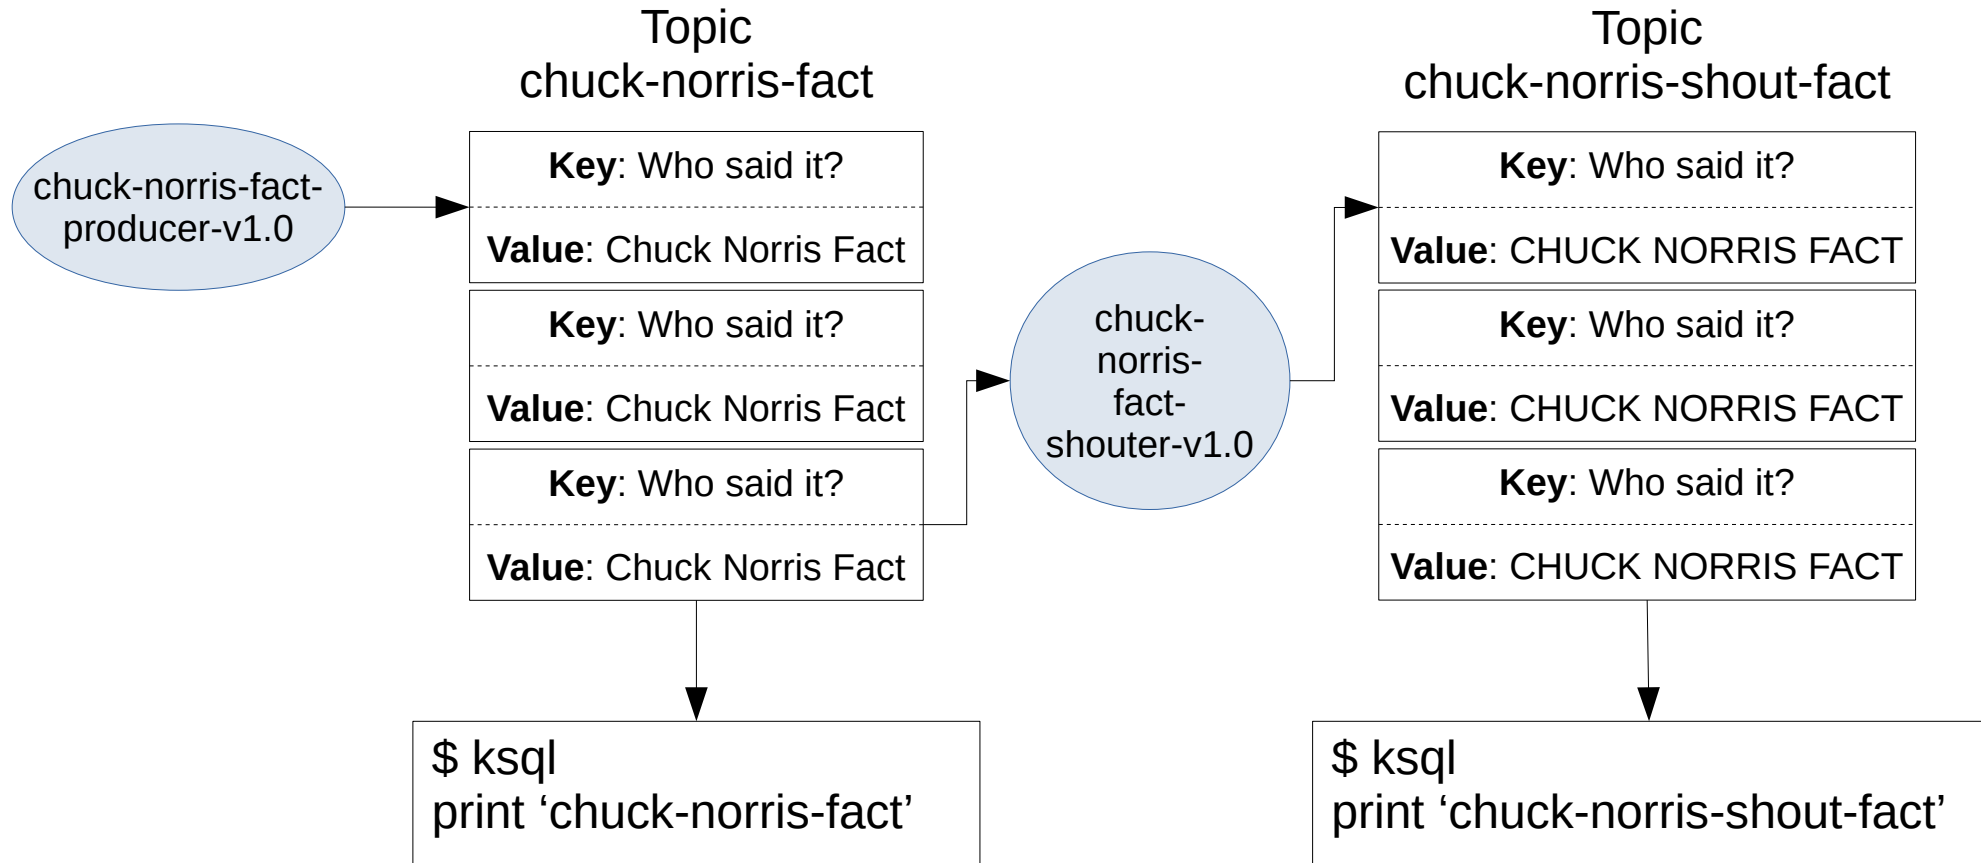 Topic
chuck-norris-fact
Topic
chuck-norris-shout-fact
chuck-norris-fact-
producer-v1.0
Key: Who said it?
Value: Chuck Norris Fact
Key: Who said it?
Value: Chuck Norris Fact
Key: Who said it?
Value: Chuck Norris Fact
chuck-
norris-
fact-
shouter-v1.0
Key: Who said it?
Value: CHUCK NORRIS FACT
Key: Who said it?
Value: CHUCK NORRIS FACT
Key: Who said it?
Value: CHUCK NORRIS FACT
$ ksql
print ‘chuck-norris-fact’
$ ksql
print ‘chuck-norris-shout-fact’